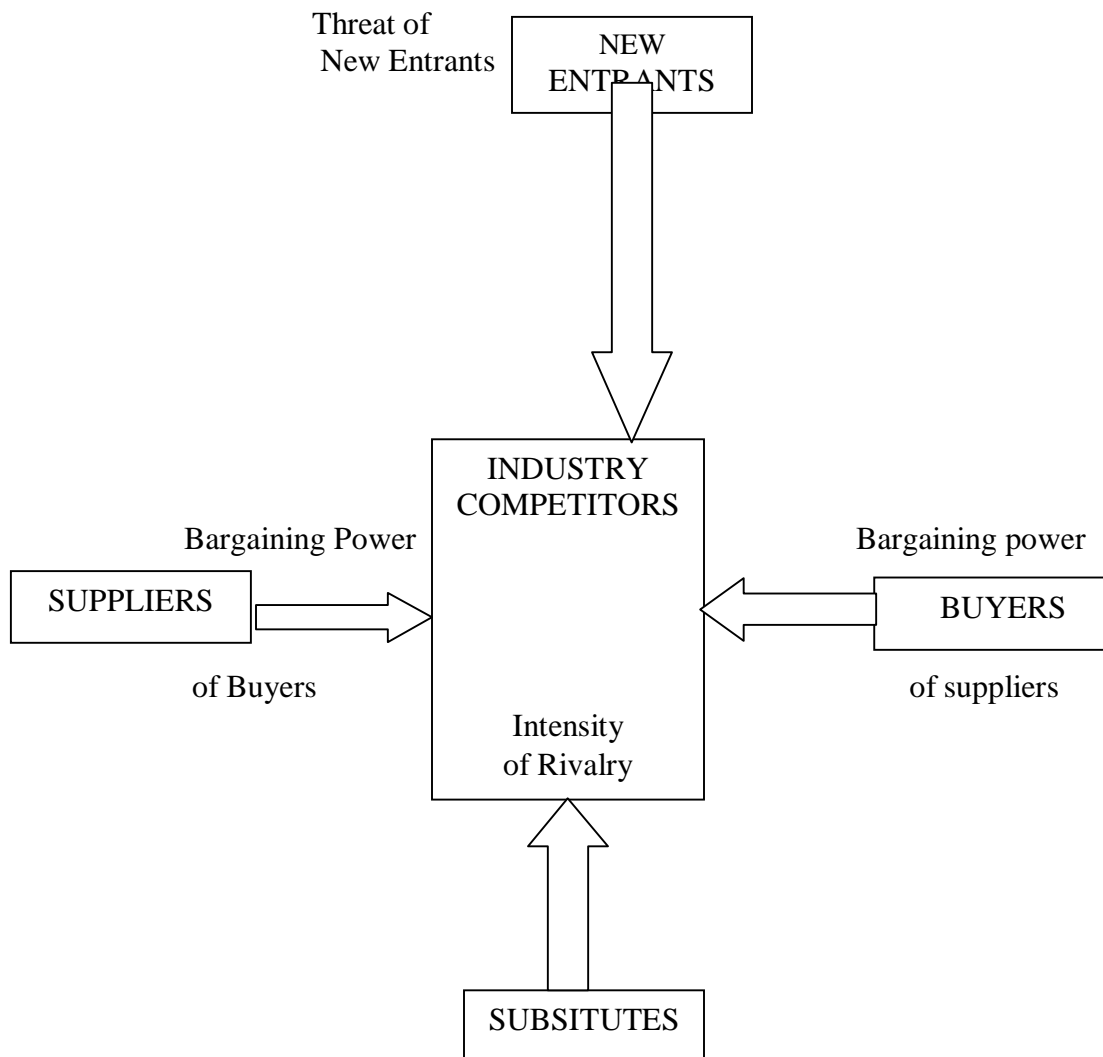 Threat of
New Entrants
NEW
ENTRANTS
INDUSTRY
COMPETITORS
Bargaining Power
SUPPLIERS
of Buyers
Bargaining power
BUYERS
of suppliers
Intensity
of Rivalry
SUBSITUTES